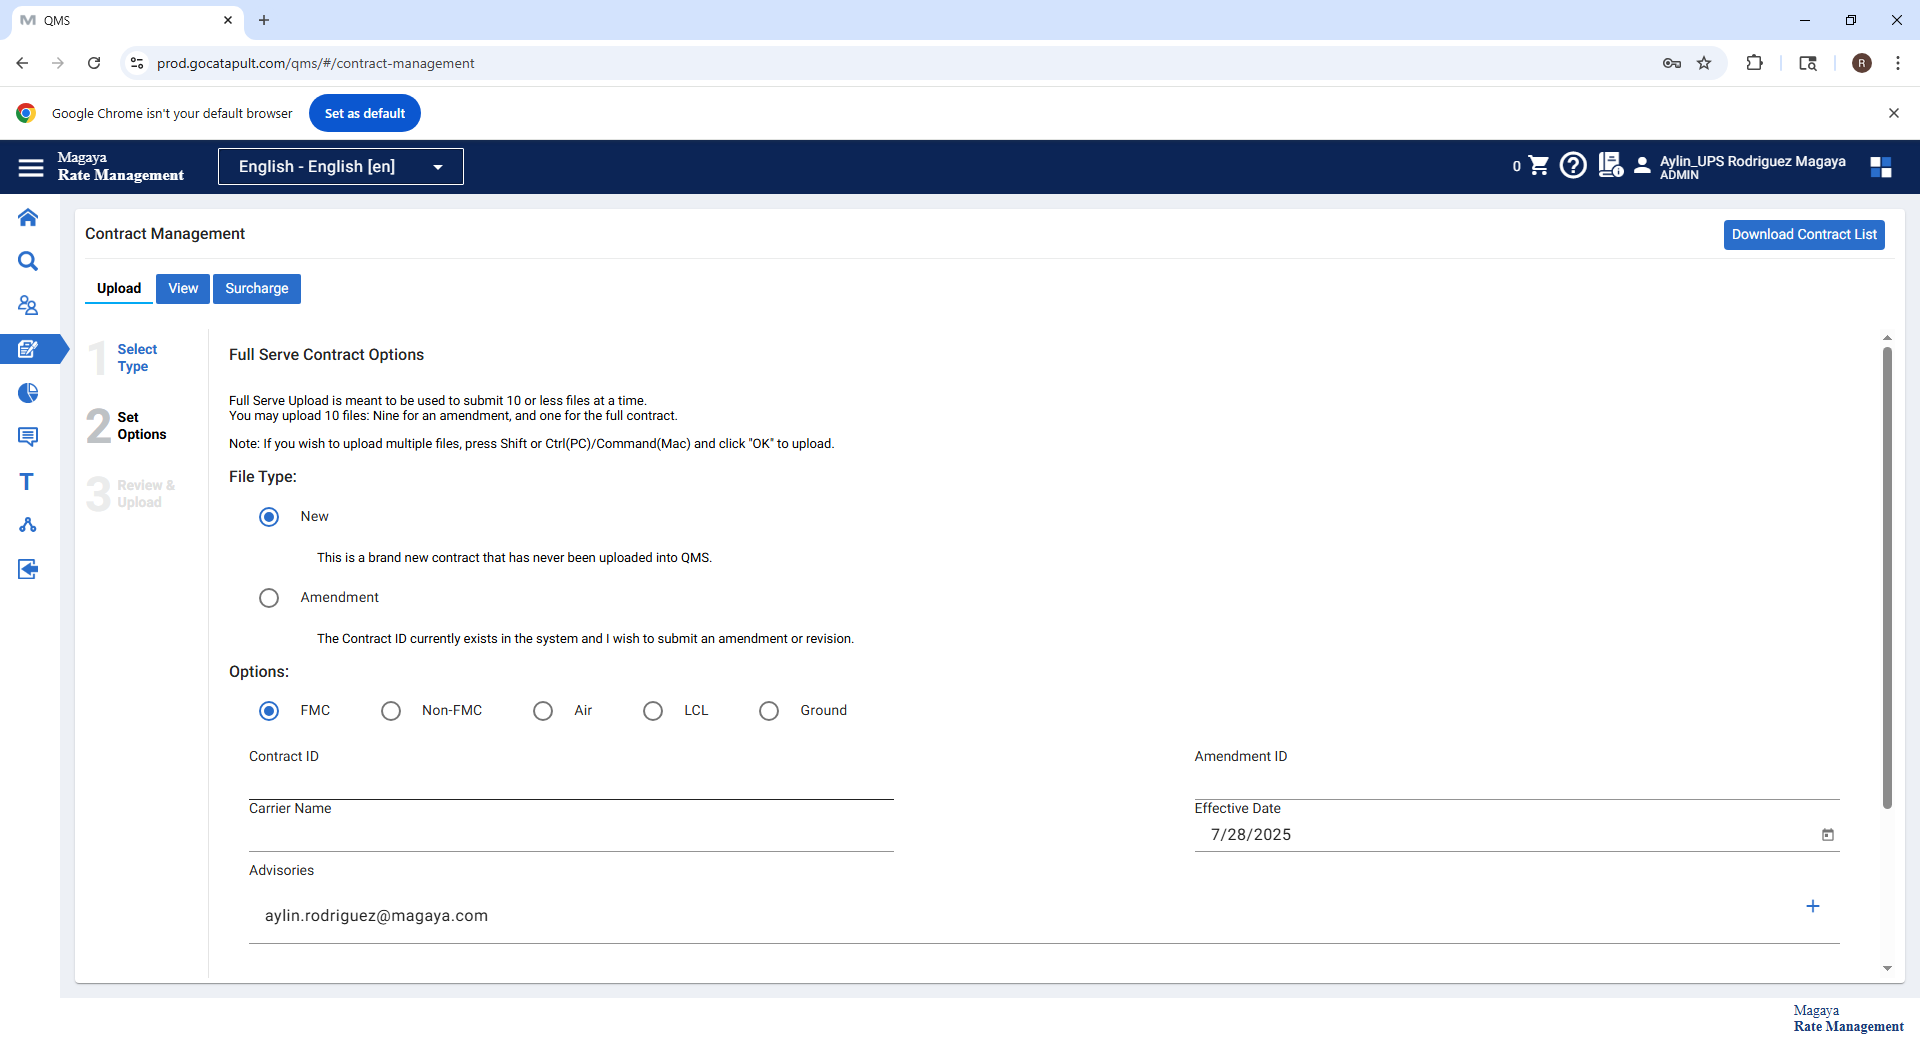 QMS
prod.gocatapult.com/qms/#/contract-management
R
Google Chrome isn't your default browser
Set as default
Magaya
Rate Management
English - English [en]
0
Aylin_UPS Rodriguez Magaya
ADMIN
Contract Management
Download Contract List
Upload
View
Surcharge
1
Select
Type
2
Set
Options
3
Review &
Upload
Full Serve Contract Options
Full Serve Upload is meant to be used to submit 10 or less files at a time.
You may upload 10 files: Nine for an amendment, and one for the full contract.
Note: If you wish to upload multiple files, press Shift or Ctrl(PC)/Command(Mac) and click "OK" to upload.
File Type:
New
This is a brand new contract that has never been uploaded into QMS.
Amendment
The Contract ID currently exists in the system and I wish to submit an amendment or revision.
Options:
FMC
Non-FMC
Air
LCL
Ground
Contract ID
Amendment ID
Carrier Name
Effective Date
7/28/2025
Advisories
aylin.rodriguez@magaya.com
Magaya
Rate Management